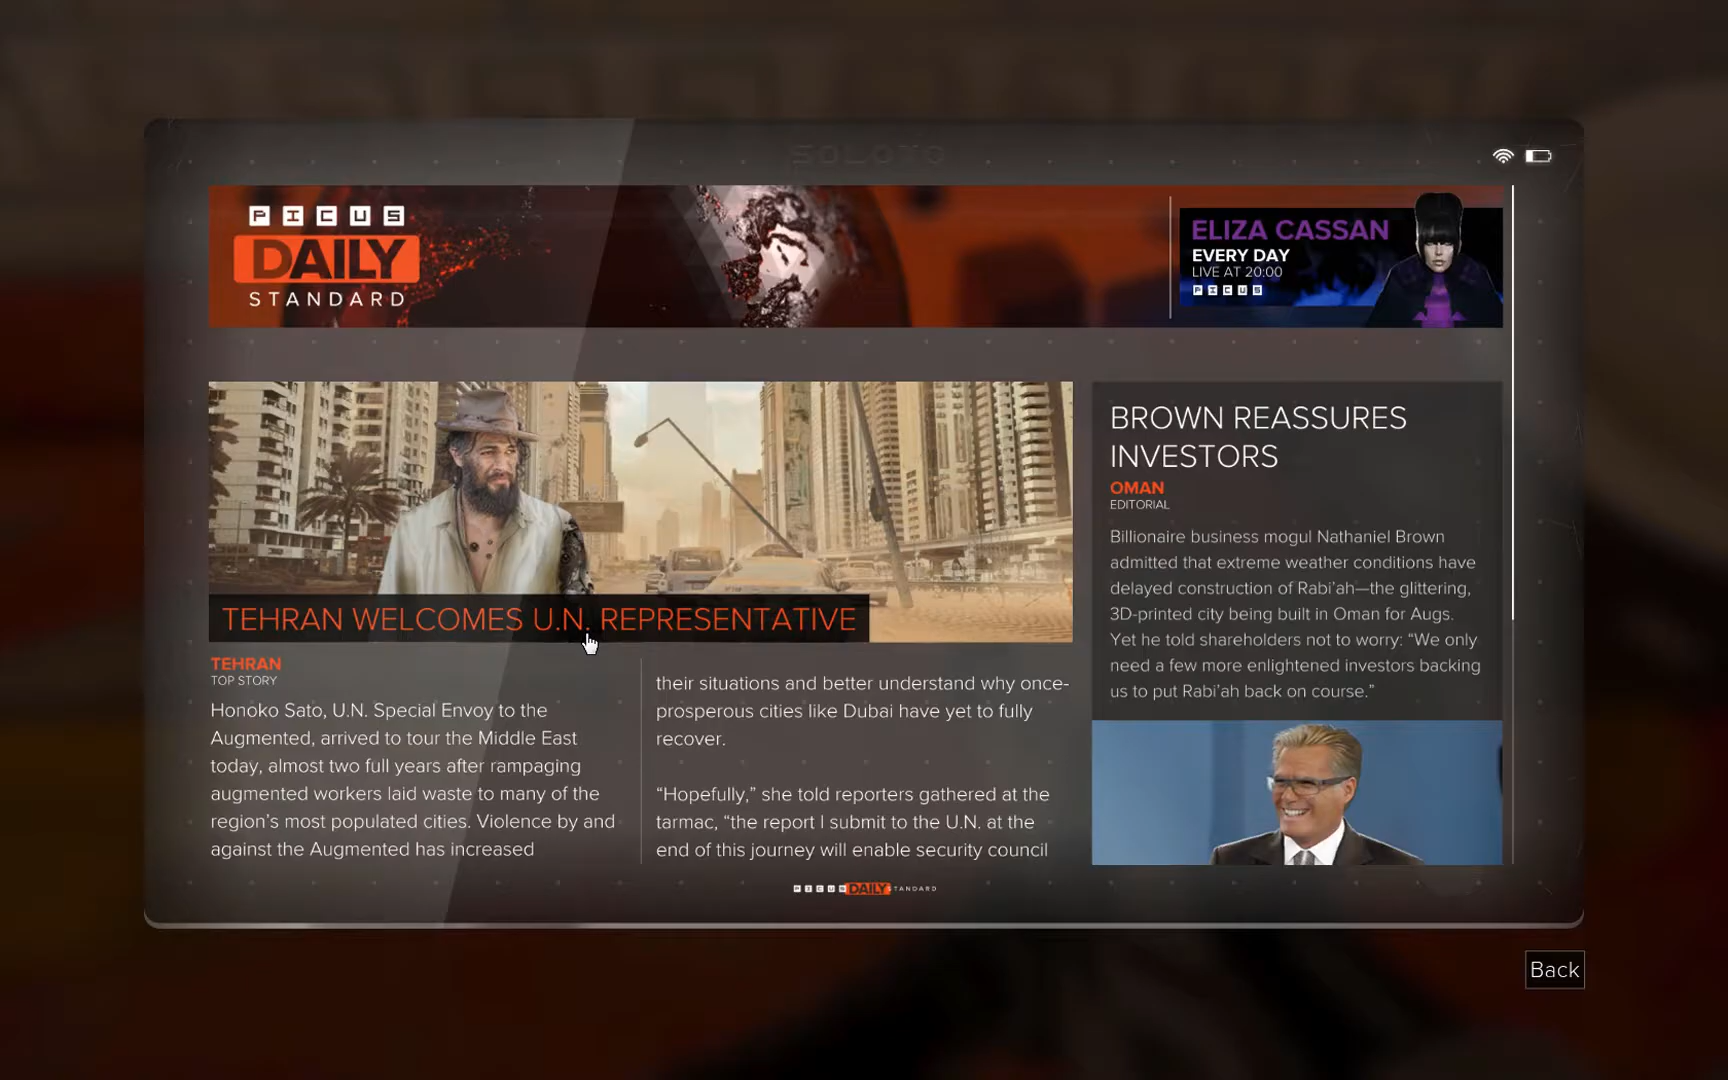 SOLOTO
PICUS
DAILY
STANDARD
ELIZA CASSAN
EVERY DAY
LIVE AT 20:00
PICUS
TEHRAN WELCOMES U.N. REPRESENTATIVE
TEHRAN
TOP STORY
Honoko Sato, U.N. Special Envoy to the
Augmented, arrived to tour the Middle East
today, almost two full years after rampaging
augmented workers laid waste to many of the
region's most populated cities. Violence by and
against the Augmented has increased
their situations and better understand why once-
prosperous cities like Dubai have yet to fully
recover.
“Hopefully,” she told reporters gathered at the
tarmac, “the report I submit to the U.N. at the
end of this journey will enable security council
BROWN REASSURES
INVESTORS
OMAN
EDITORIAL
Billionaire business mogul Nathaniel Brown
admitted that extreme weather conditions have
delayed construction of Rabi'ah—the glittering,
3D-printed city being built in Oman for Augs.
Yet he told shareholders not to worry: “We only
need a few more enlightened investors backing
us to put Rabi'ah back on course.”
PICUS DAILY STANDARD
Back